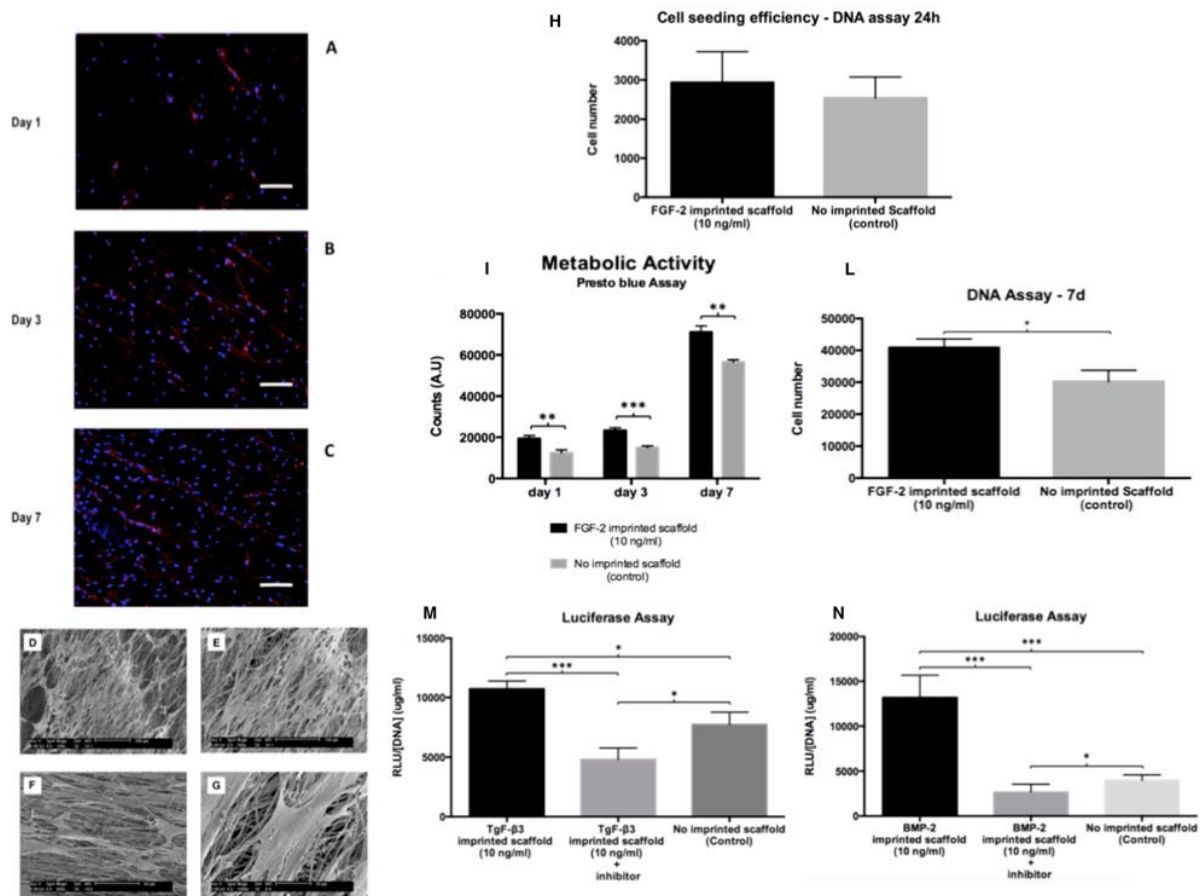 A
Day 1
B
Day 3
C
Day 7
D
E
F
G
H
Cell seeding efficiency - DNA assay 24h
Cell number
4000
3000
2000
1000
0
FGF-2 imprinted scaffold
(10 ng/ml)
No imprinted Scaffold
(control)
I
Metabolic Activity
Presto blue Assay
Counts (A.U)
80000
60000
40000
20000
0
**
***
**
day 1
day 3
day 7
FGF-2 imprinted scaffold
(10 ng/ml)
No imprinted scaffold
(control)
L
DNA Assay - 7d
Cell number
50000
40000
30000
20000
10000
0
*
FGF-2 imprinted scaffold
(10 ng/ml)
No imprinted Scaffold
(control)
M
Luciferase Assay
RLU/[DNA] (ug/ml)
15000
10000
5000
0
*
***
*
TgF-β3
imprinted scaffold
(10 ng/ml)
TgF-β3
imprinted scaffold
(10 ng/ml)
+
inhibitor
No imprinted scaffold
(Control)
N
Luciferase Assay
RLU/[DNA] (ug/ml)
20000
15000
10000
5000
0
***
***
*
BMP-2
imprinted scaffold
(10 ng/ml)
BMP-2
imprinted scaffold
(10 ng/ml)
+
inhibitor
No imprinted scaffold
(Control)